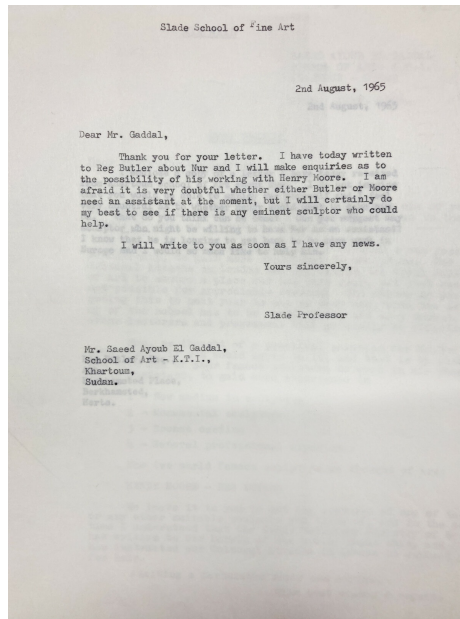 Slade School of Fine Art
2nd August, 1965
Dear Mr. Gaddal,
Thank you for your letter. I have today written
to Reg Butler about Nur and I will make enquiries as to
the possibility of his working with Henry Moore. I am
afraid it is very doubtful whether either Butler or Moore
need an assistant at the moment, but I will certainly do
my best to see if there is any eminent sculptor who could
help.
I will write to you as soon as I have any news.
Yours sincerely,
Slade Professor
Mr. Saeed Ayoub El Gaddal,
School of Art - K.T.I.,
Khartoum,
Sudan.